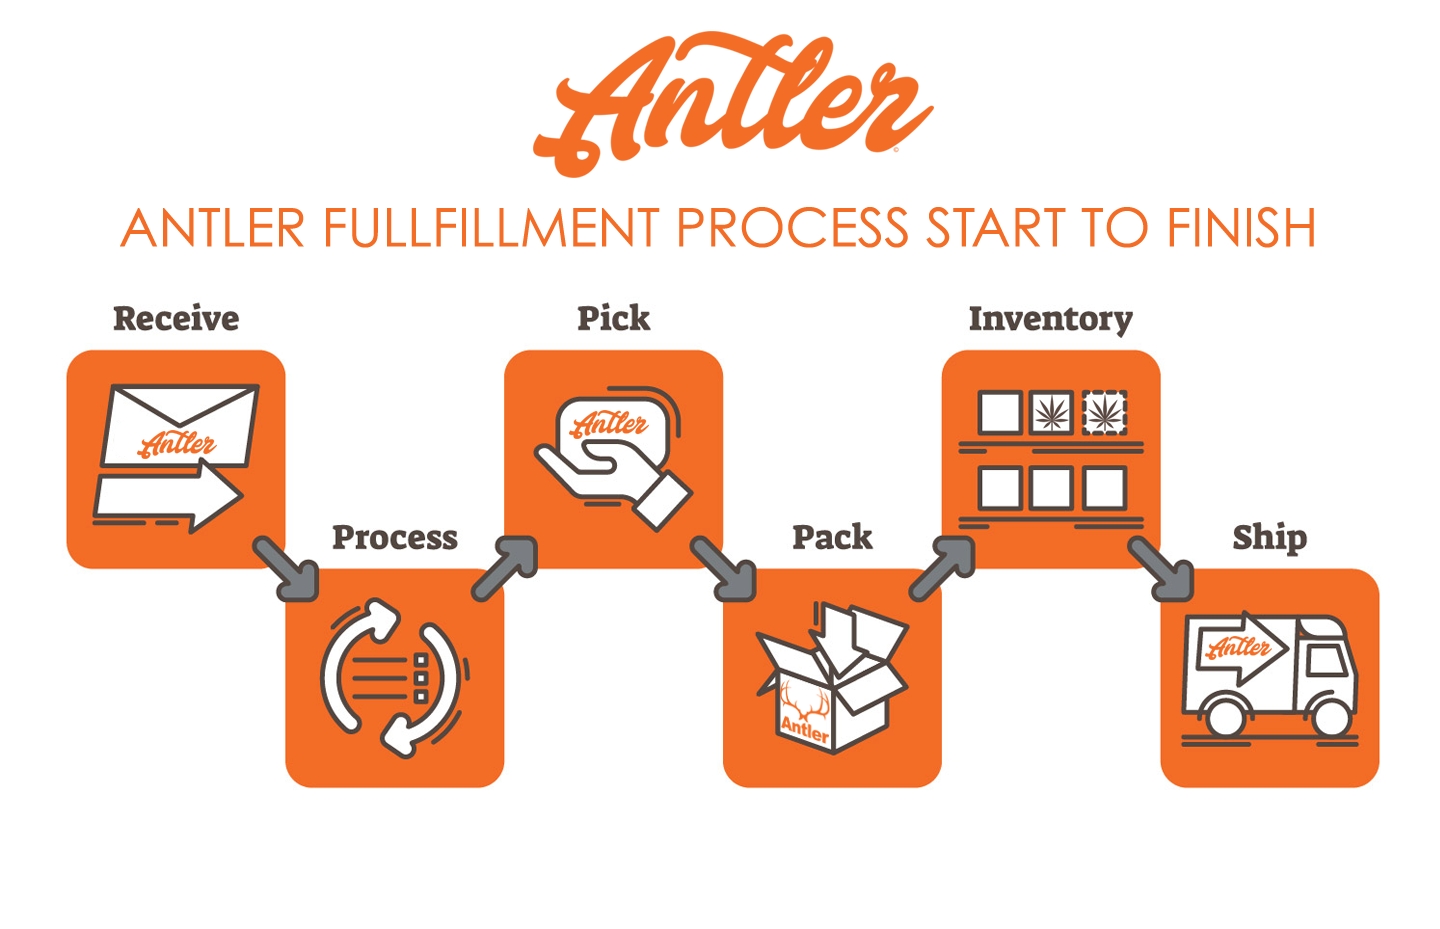 Antler
ANTLER FULLFILLMENT PROCESS START TO FINISH
Receive
Pick
Inventory
Antler
Antler
Process
Pack
Ship
Antler
Antler